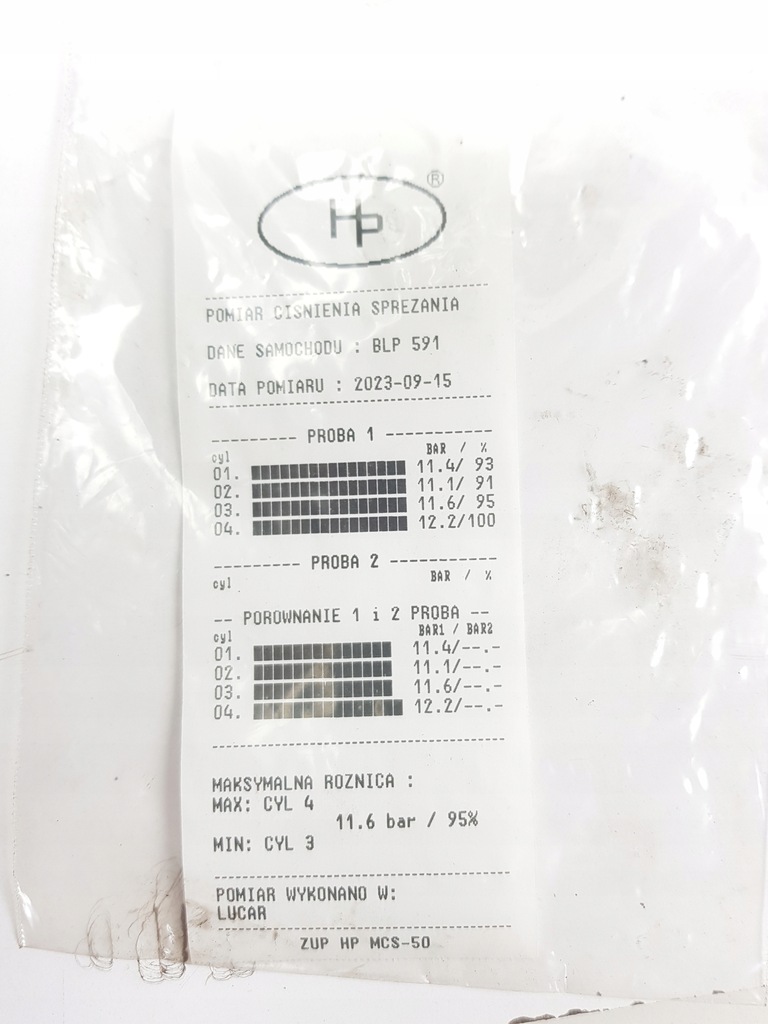 HP ®
POMIAR CISNIENIA SPREZANIA
DANE SAMOCHODU : BLP 591
DATA POMIARU : 2023-09-15
--------- PROBA 1 -----------
cyl BAR / %
01. 11.4/ 93
02. 11.1/ 91
03. 11.6/ 95
04. 12.2/100
--------- PROBA 2 -----------
cyl BAR / %
-- POROWNANIE 1 i 2 PROBA --
cyl BAR1 / BAR2
01. 11.4/--.-
02. 11.1/--.-
03. 11.6/--.-
04. 12.2/--.-
MAKSYMALNA ROZNICA :
MAX: CYL 4
11.6 bar / 95%
MIN: CYL 3
POMIAR WYKONANO W:
LUCAR
ZUP HP MCS-50